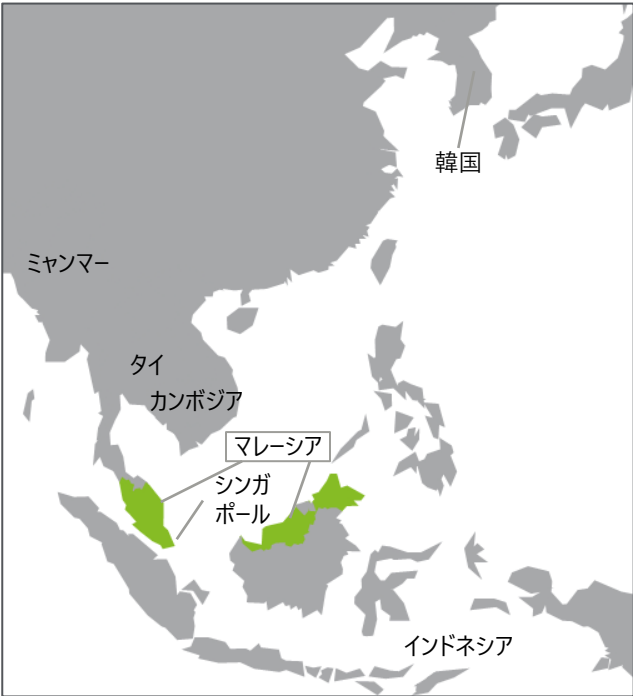 韓国
ミャンマー
タイ
カンボジア
マレーシア
シンガ
ポール
インドネシア